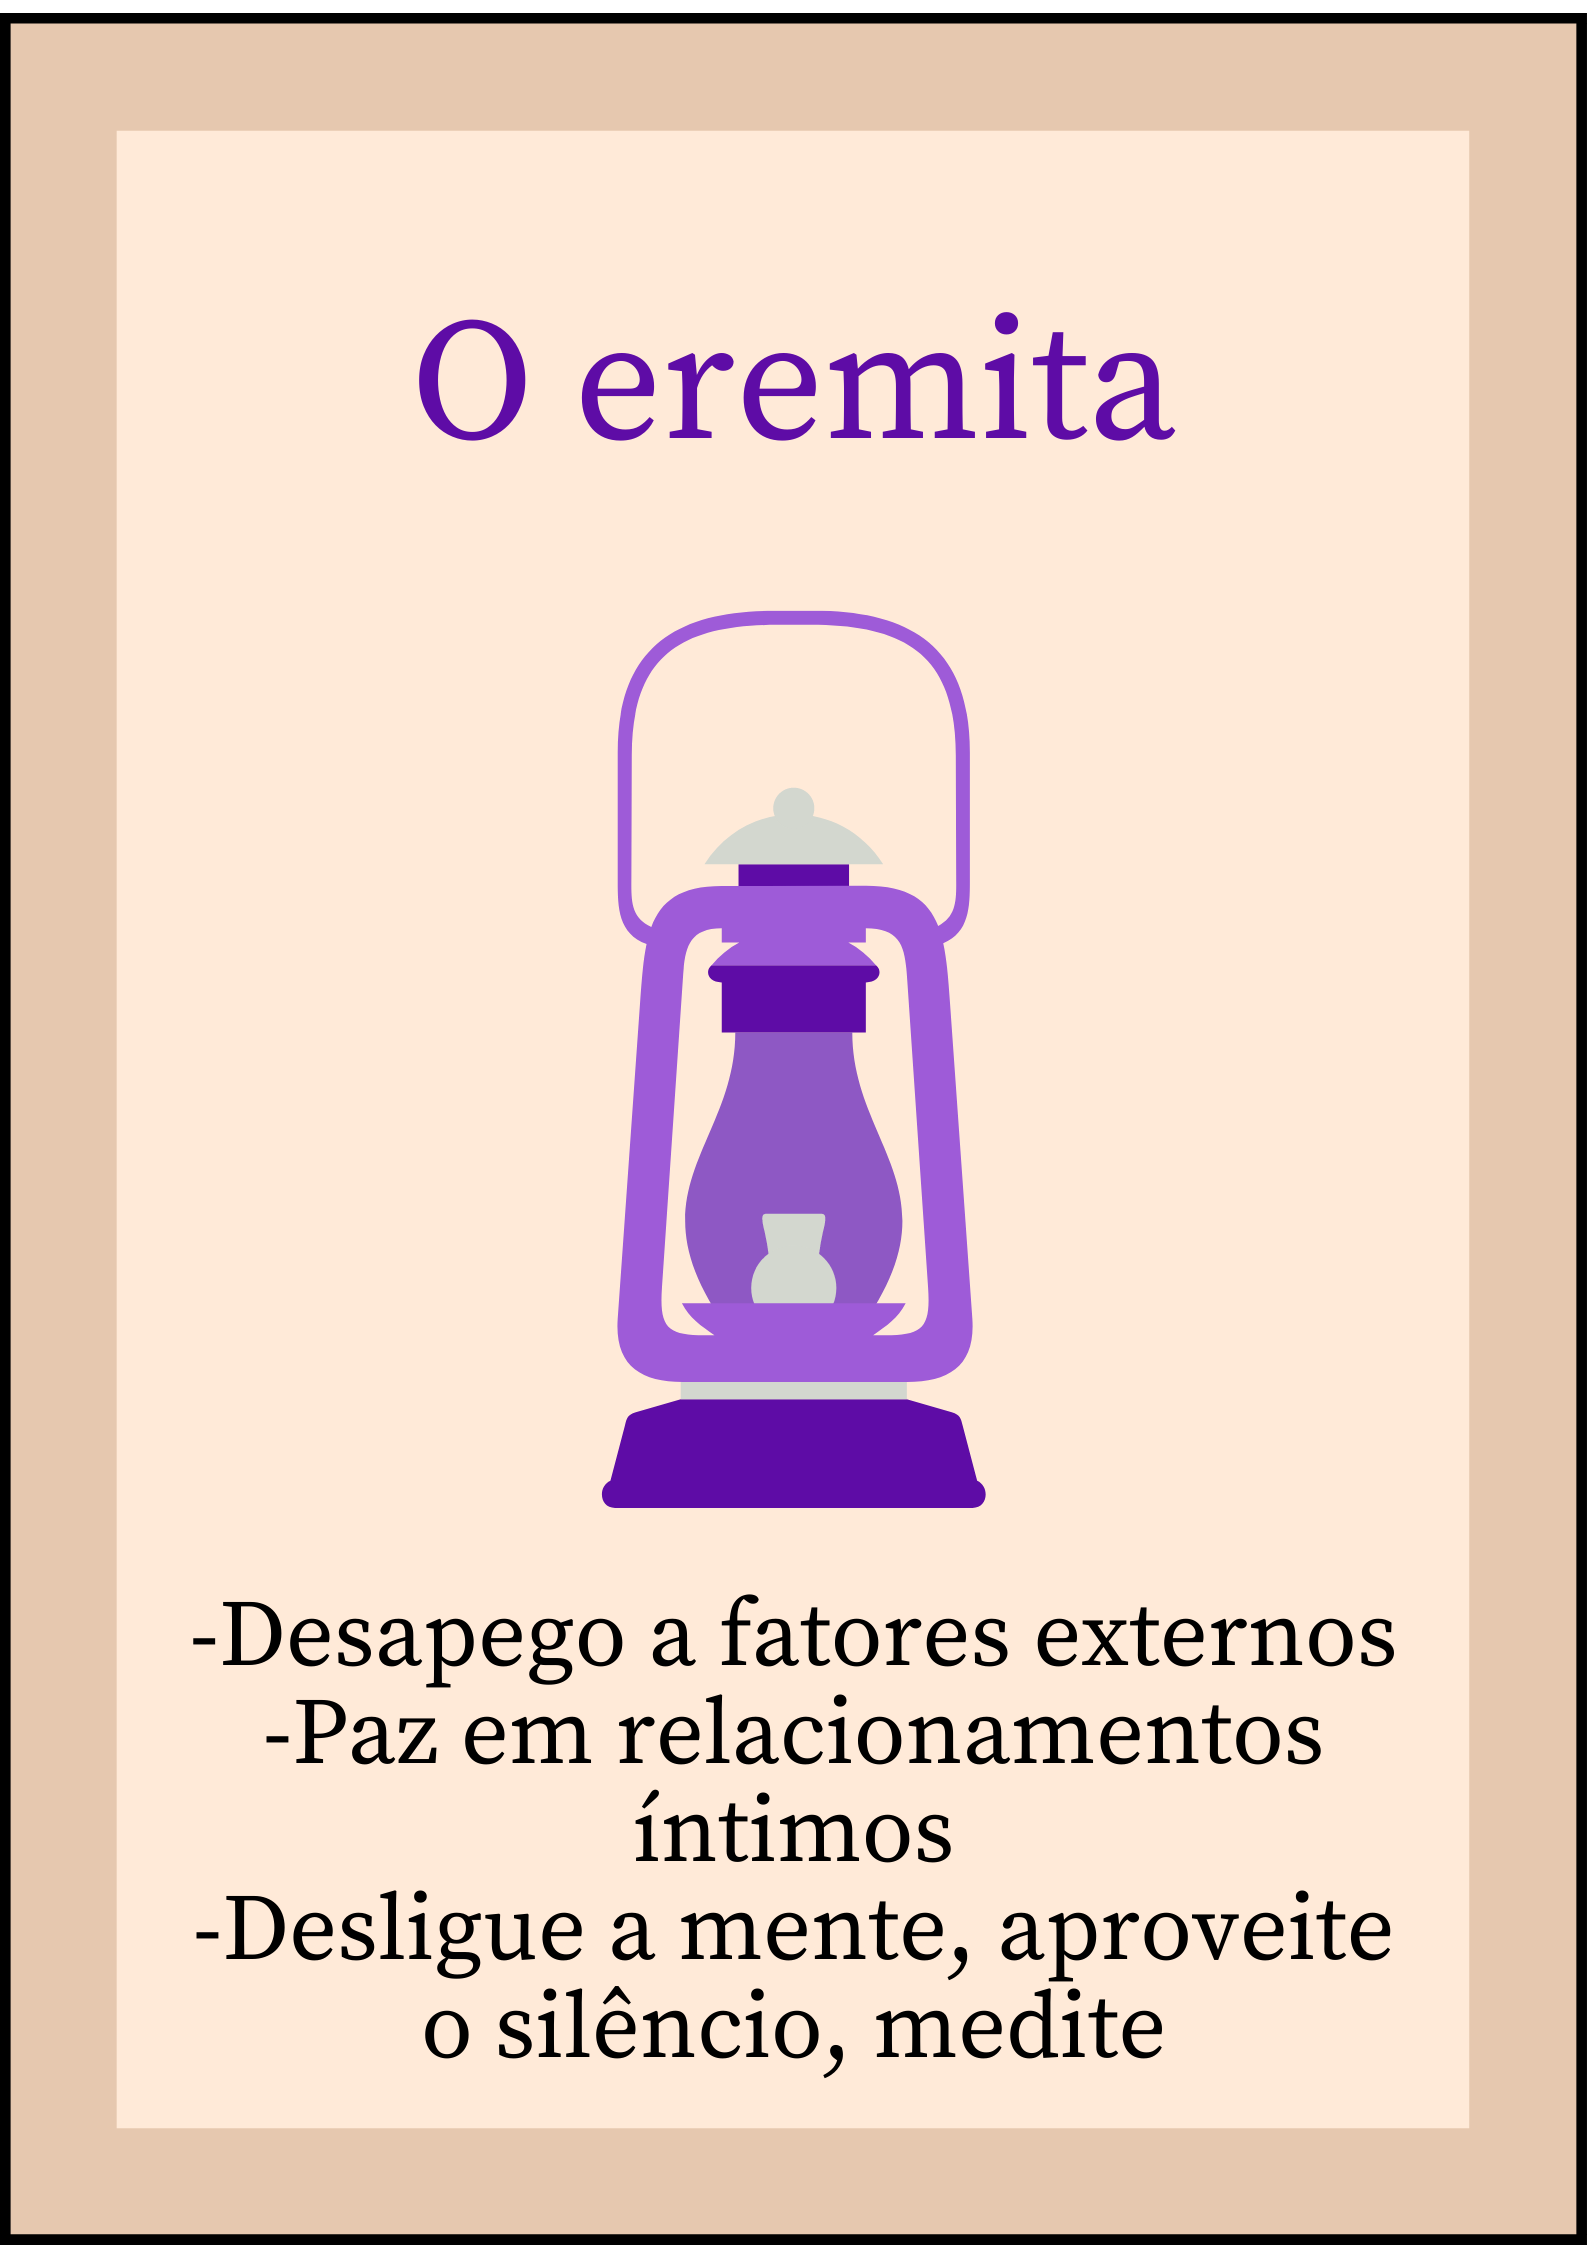 O eremita
-Desapego a fatores externos
-Paz em relacionamentos
íntimos
-Desligue a mente, aproveite
o silêncio, medite